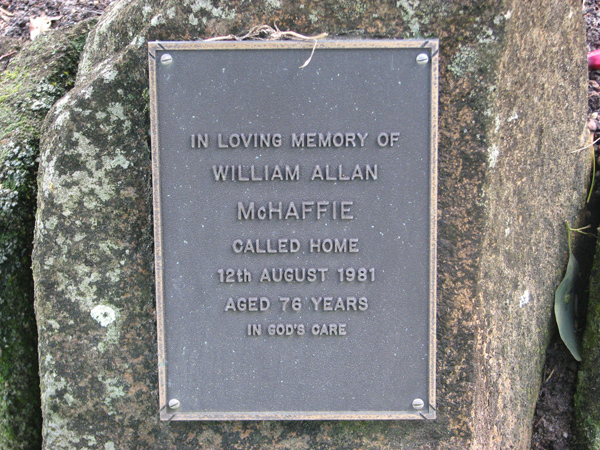 IN LOVING MEMORY OF
WILLIAM ALLAN
McHAFFIE
CALLED HOME
12th AUGUST 1981
AGED 76 YEARS
IN GOD'S CARE